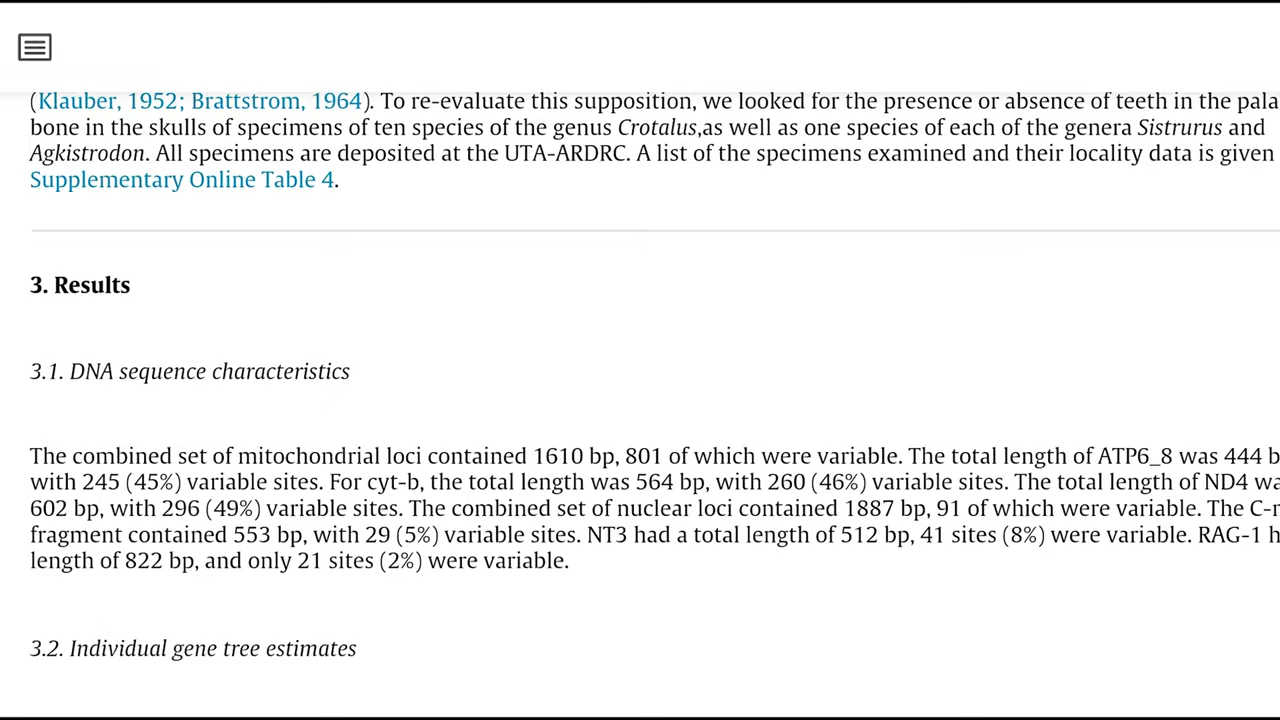 (Klauber, 1952; Brattstrom, 1964). To re-evaluate this supposition, we looked for the presence or absence of teeth in the
bone in the skulls of specimens of ten species of the genus Crotalus,as well as one species of each of the genera Sistrurus and
Agkistrodon. All specimens are deposited at the UTA-ARDRC. A list of the specimens examined and their locality data is given
Supplementary Online Table 4.
3. Results
3.1. DNA sequence characteristics
The combined set of mitochondrial loci contained 1610 bp, 801 of which were variable. The total length of ATP6_8 was 444
with 245 (45%) variable sites. For cyt-b, the total length was 564 bp, with 260 (46%) variable sites. The total length of ND4
602 bp, with 296 (49%) variable sites. The combined set of nuclear loci contained 1887 bp, 91 of which were variable. The
fragment contained 553 bp, with 29 (5%) variable sites. NT3 had a total length of 512 bp, 41 sites (8%) were variable. RAG-1
length of 822 bp, and only 21 sites (2%) were variable.
3.2. Individual gene tree estimates